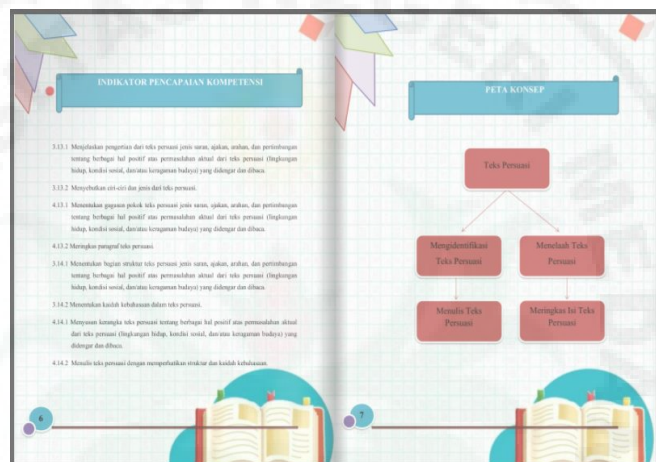 INDIKATOR PENCAPAIAN KOMPETENSI
3.13.1 Menjelaskan pengertian dari teks persuasi jenis saran, ajakan, arahan, dan pertimbangan
tentang berbagai hal positif atas permasalahan aktual dari teks persuasi (lingkungan
hidup, kondisi sosial, dan/atau keragaman budaya) yang didengar dan dibaca.
3.13.2 Menyebutkan ciri-ciri dan jenis dari teks persuasi.
4.13.1 Menentukan gagasan pokok teks persuasi jenis saran, ajakan, arahan, dan pertimbangan
tentang berbagai hal positif atas permasalahan aktual dari teks persuasi (lingkungan
hidup, kondisi sosial, dan/atau keragaman budaya) yang didengar dan dibaca.
4.13.2 Meringkas paragraf teks persuasi.
3.14.1 Menentukan bagian struktur teks persuasi jenis saran, ajakan, arahan, dan pertimbangan
tentang berbagai hal positif atas permasalahan aktual dari teks persuasi (lingkungan
hidup, kondisi sosial, dan/atau keragaman budaya) yang didengar dan dibaca.
3.14.2 Menentukan kaidah kebahasaan dalam teks persuasi.
4.14.1 Menyusun kerangka teks persuasi tentang berbagai hal positif atau permasalahan aktual
dari teks persuasi (lingkungan hidup, kondisi sosial, dan/atau keragaman budaya) yang
didengar dan dibaca.
4.14.2 Menulis teks persuasi dengan memperhatikan struktur dan kaidah kebahasaan.
6
PETA KONSEP
Teks Persuasi
Mengidentifikasi
Teks Persuasi
Menelaah Teks
Persuasi
Menulis Teks
Persuasi
Meringkas Isi Teks
Persuasi
7